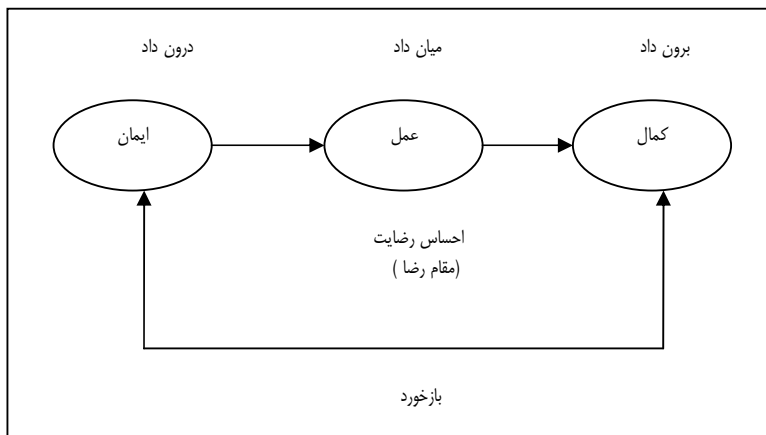 برون داد
میان داد
درون داد
کمال
عمل
ایمان
احساس رضایت
(مقام رضا )
بازخورد